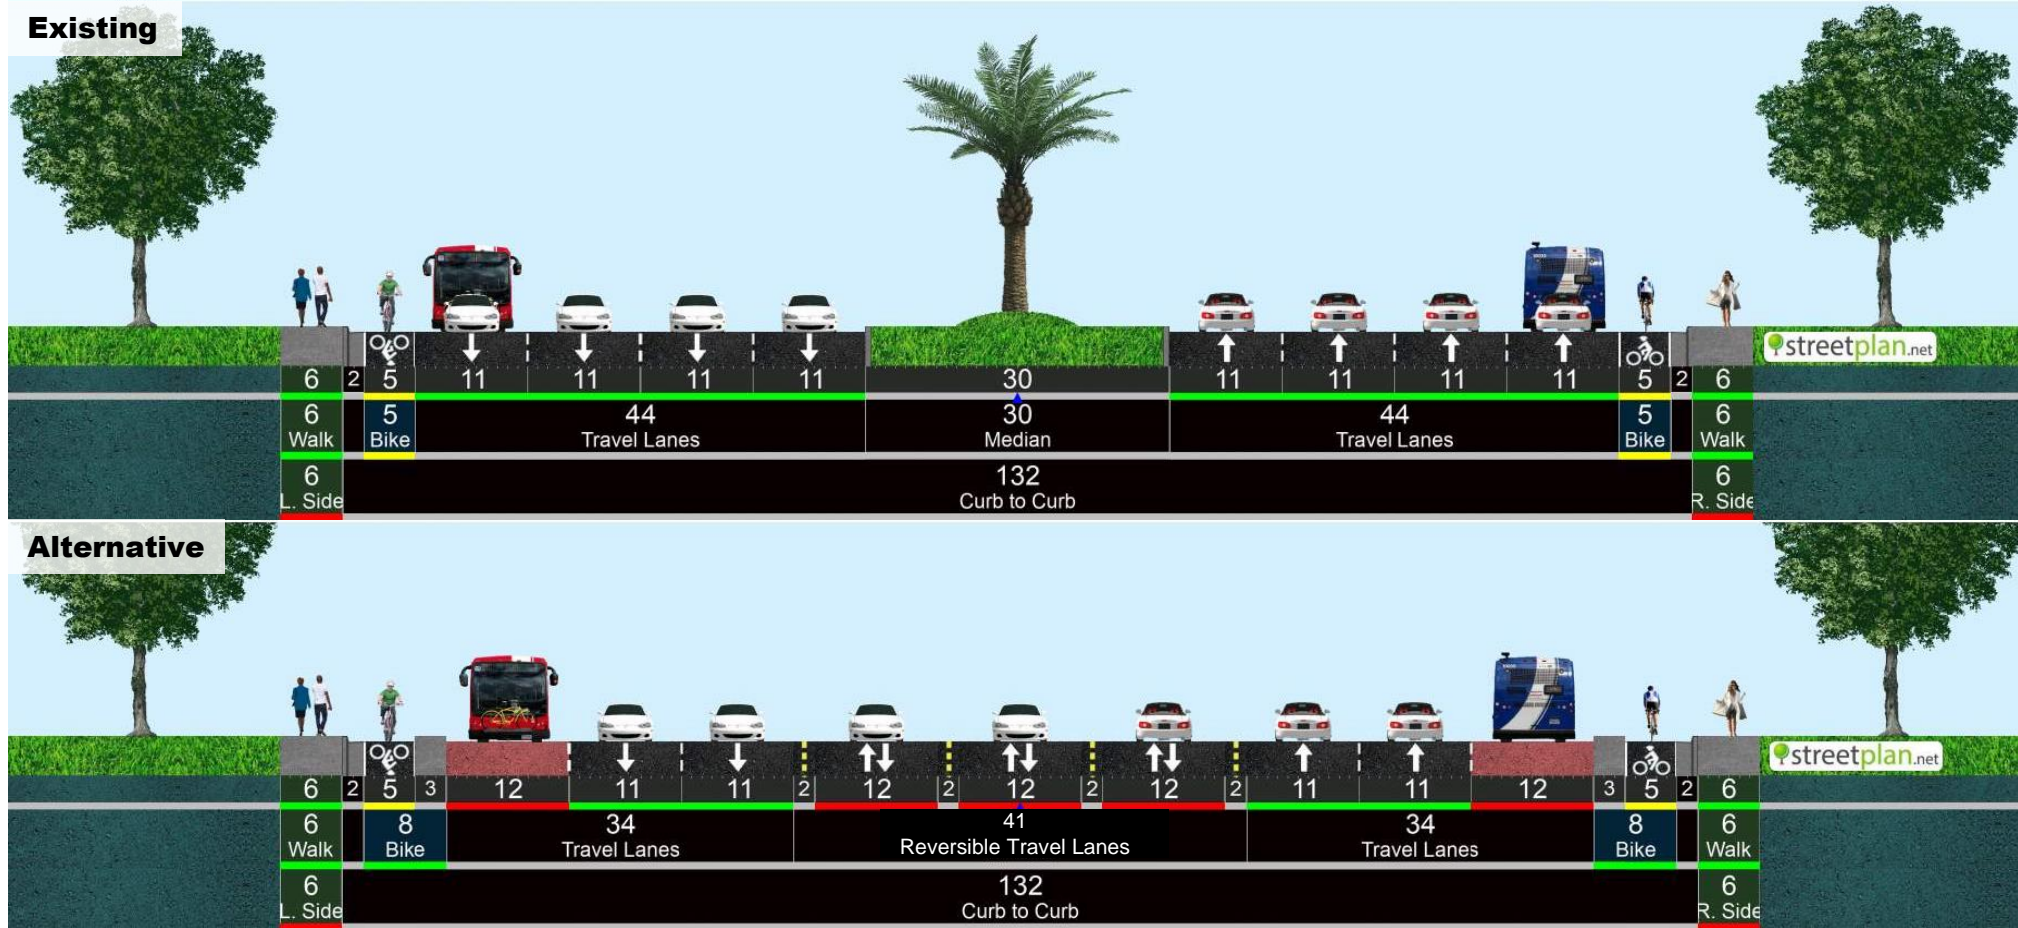 Existing
streetplan.net
6 2 5 11 11 11 11 30 11 11 11 11 5 2 6
6 5 44 30 44 5 6
Walk Bike Travel Lanes Median Travel Lanes Bike Walk
6 132 6
L. Side Curb to Curb R. Side
Alternative
streetplan.net
6 2 5 3 12 11 11 2 12 2 12 2 12 2 11 11 12 3 5 2 6
6 8 34 41 34 8 6
Walk Bike Travel Lanes Reversible Travel Lanes Travel Lanes Bike Walk
6 132 6
L. Side Curb to Curb R. Side